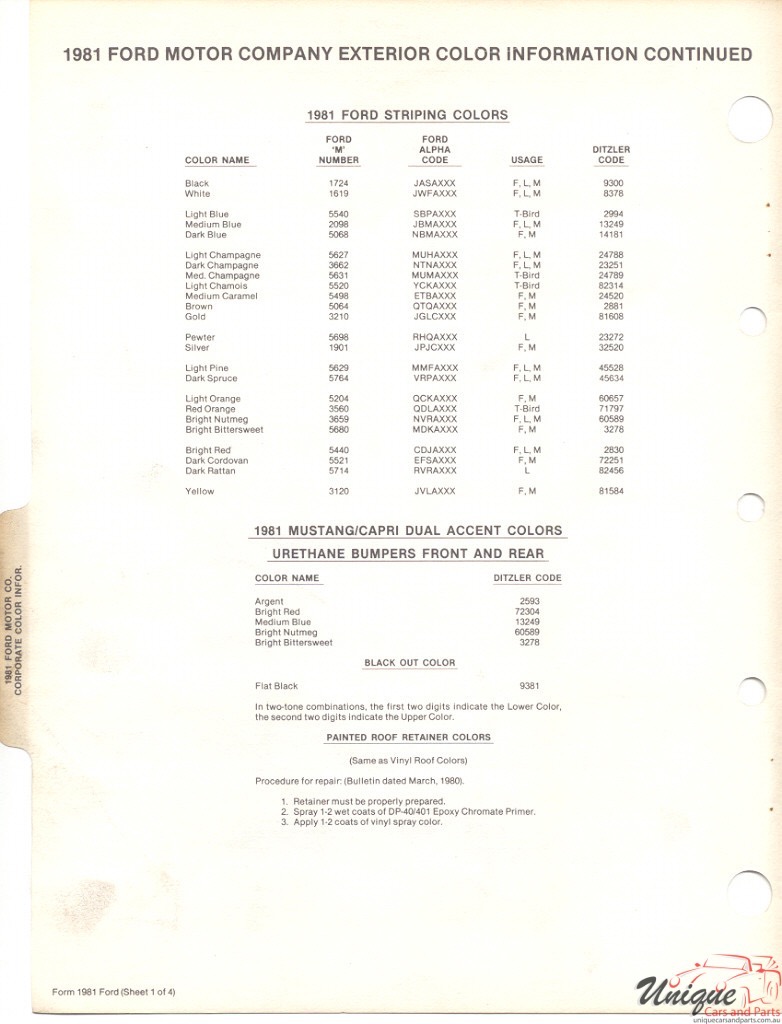 1981 FORD MOTOR COMPANY EXTERIOR COLOR INFORMATION CONTINUED
1981 FORD STRIPING COLORS
COLOR NAME FORD 'M' NUMBER FORD ALPHA CODE USAGE DITZLER CODE
Black 1724 JASAXXX F, L, M 9300
White 1619 JWFAXXX F, L, M 8378
Light Blue 5540 SBPAXXX T-Bird 2994
Medium Blue 2098 JBMAXXX F, L, M 13249
Dark Blue 5068 NBMAXXX F, M 14181
Light Champagne 5627 MUHAXXX F, L, M 24788
Dark Champagne 3662 NTNAXXX F, L, M 23251
Med. Champagne 5631 MUMAXXX T-Bird 24789
Light Chamois 5520 YCKAXXX T-Bird 82314
Medium Caramel 5498 ETBAXXX F, M 24520
Brown 5064 QTQAXXX F, M 2881
Gold 3210 JGLCXXX F, M 81608
Pewter 5698 RHQAXXX L 23272
Silver 1901 JPJCXXX F, M 32520
Light Pine 5629 MMFAXXX F, L, M 45528
Dark Spruce 5764 VRPAXXX F, L, M 45634
Light Orange 5204 QCKAXXX F, M 60657
Red Orange 3560 QDLAXXX T-Bird 71797
Bright Nutmeg 3659 NVRAXXX F, L, M 60589
Bright Bittersweet 5680 MDKAXXX F, M 3278
Bright Red 5440 CDJAXXX F, L, M 2830
Dark Cordovan 5521 EFSAXXX F, M 72251
Dark Rattan 5714 RVRAXXX L 82456
Yellow 3120 JVLAXXX F, M 81584
1981 MUSTANG/CAPRI DUAL ACCENT COLORS
URETHANE BUMPERS FRONT AND REAR
COLOR NAME DITZLER CODE
Argent 2593
Bright Red 72304
Medium Blue 13249
Bright Nutmeg 60589
Bright Bittersweet 3278
BLACK OUT COLOR
Flat Black 9381
In two-tone combinations, the first two digits indicate the Lower Color,
the second two digits indicate the Upper Color.
PAINTED ROOF RETAINER COLORS
(Same as Vinyl Roof Colors)
Procedure for repair: (Bulletin dated March, 1980).
1. Retainer must be properly prepared.
2. Spray 1-2 wet coats of DP-40/401 Epoxy Chromate Primer.
3. Apply 1-2 coats of vinyl spray color.
1981 FORD MOTOR CO.
CORPORATE COLOR INFOR.
Form 1981 Ford (Sheet 1 of 4)
Unique
Cars and Parts
uniquecarsandparts.com.au